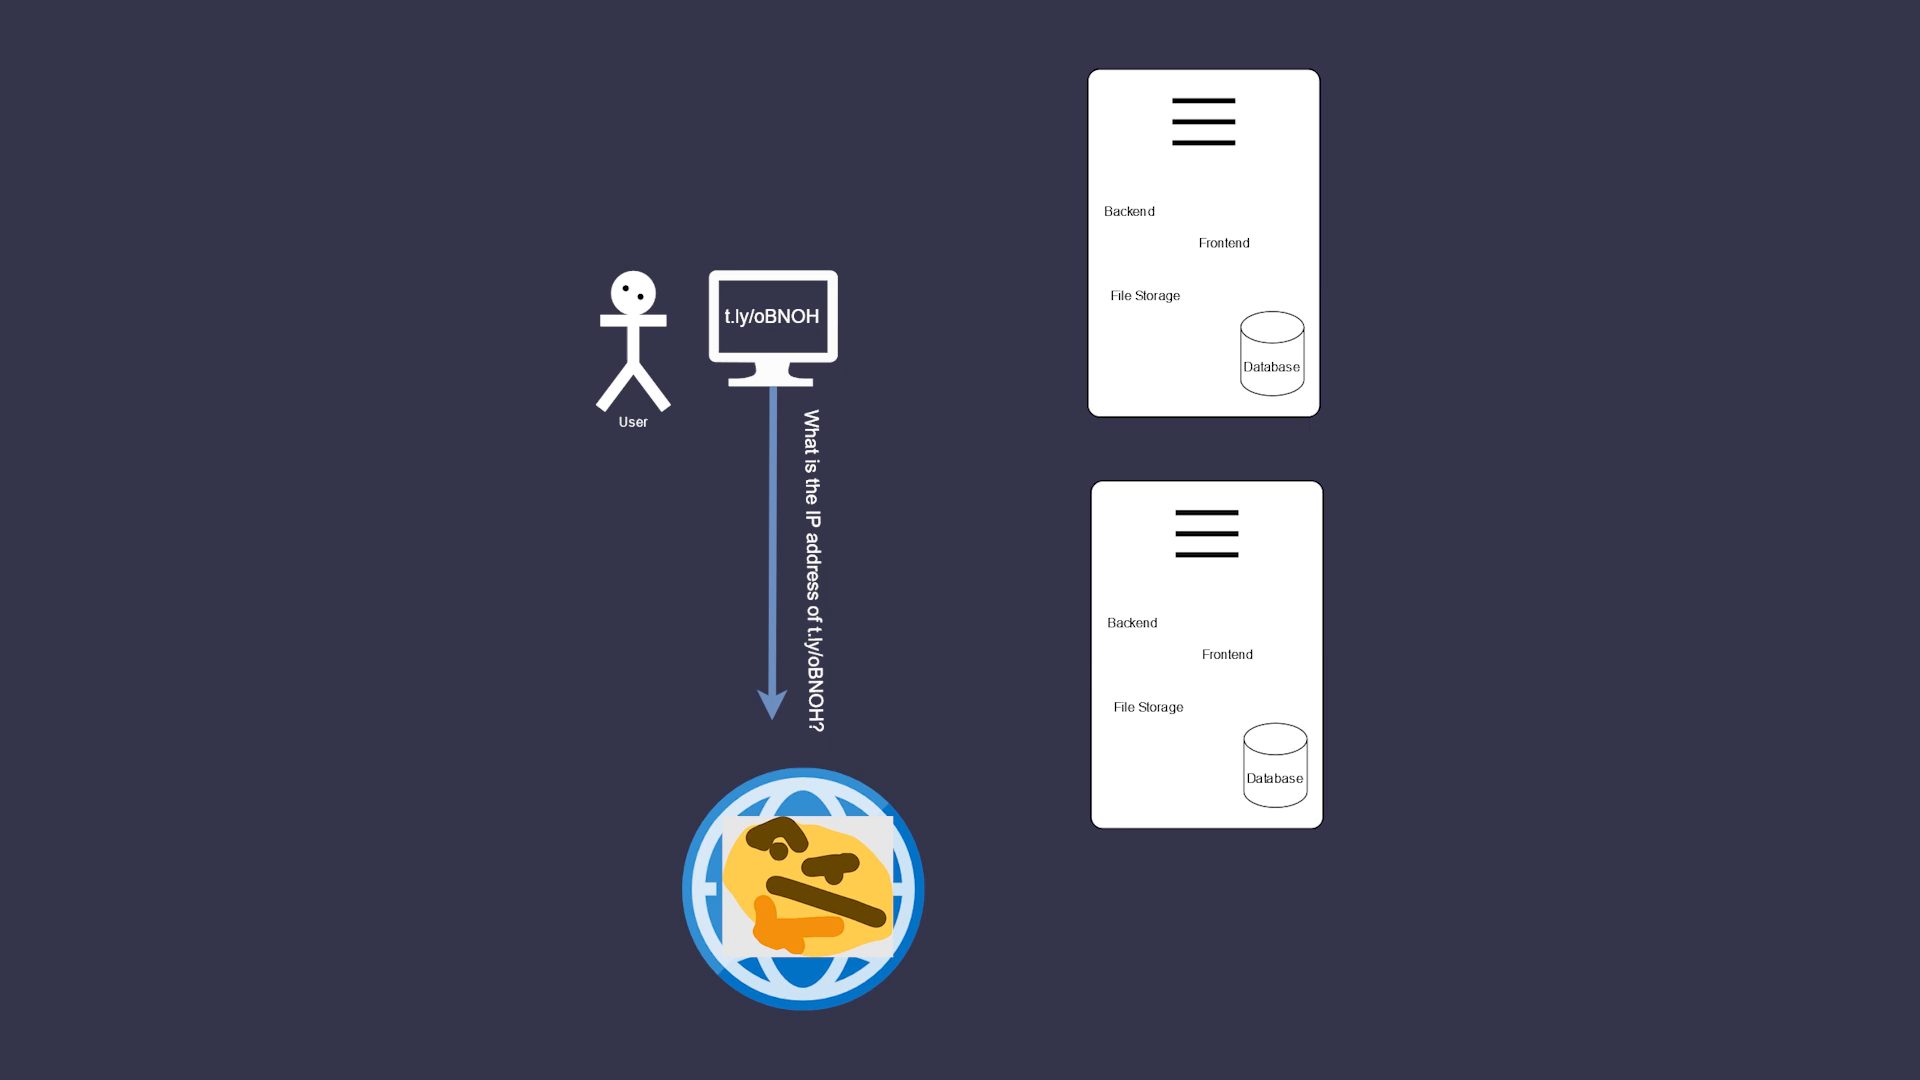 t.ly/oBNOH
User
What is the IP address of t.ly/oBNOH?
Backend
Frontend
File Storage
Database
Backend
Frontend
File Storage
Database